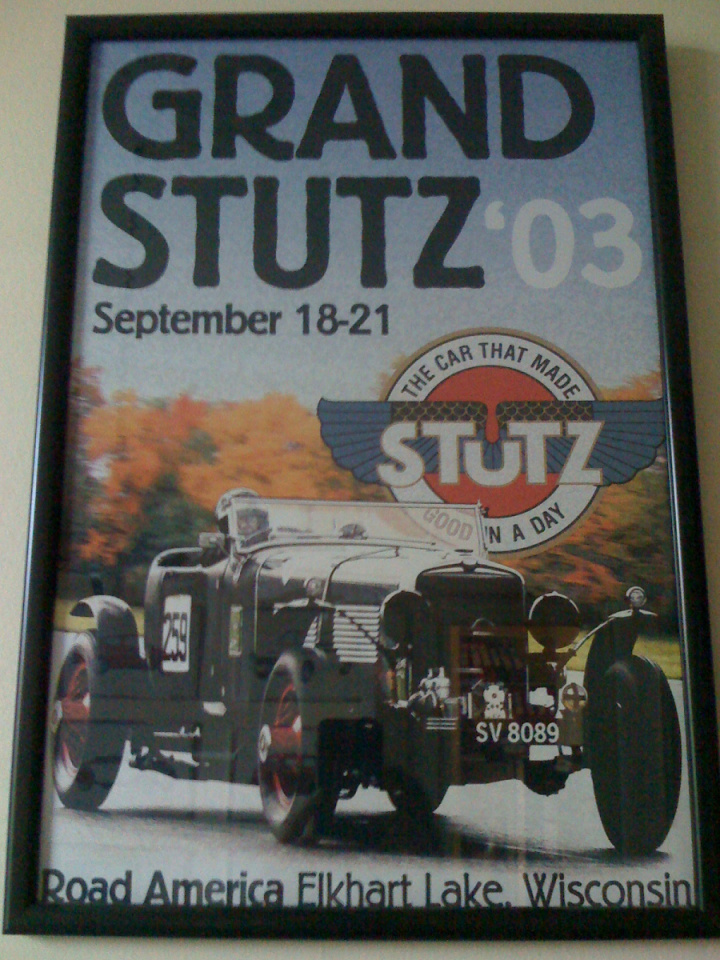 GRAND
STUTZ '03
September 18-21
THE CAR THAT MADE
STUTZ
GOOD IN A DAY
259
SV 8089
Road America Elkhart Lake, Wisconsin